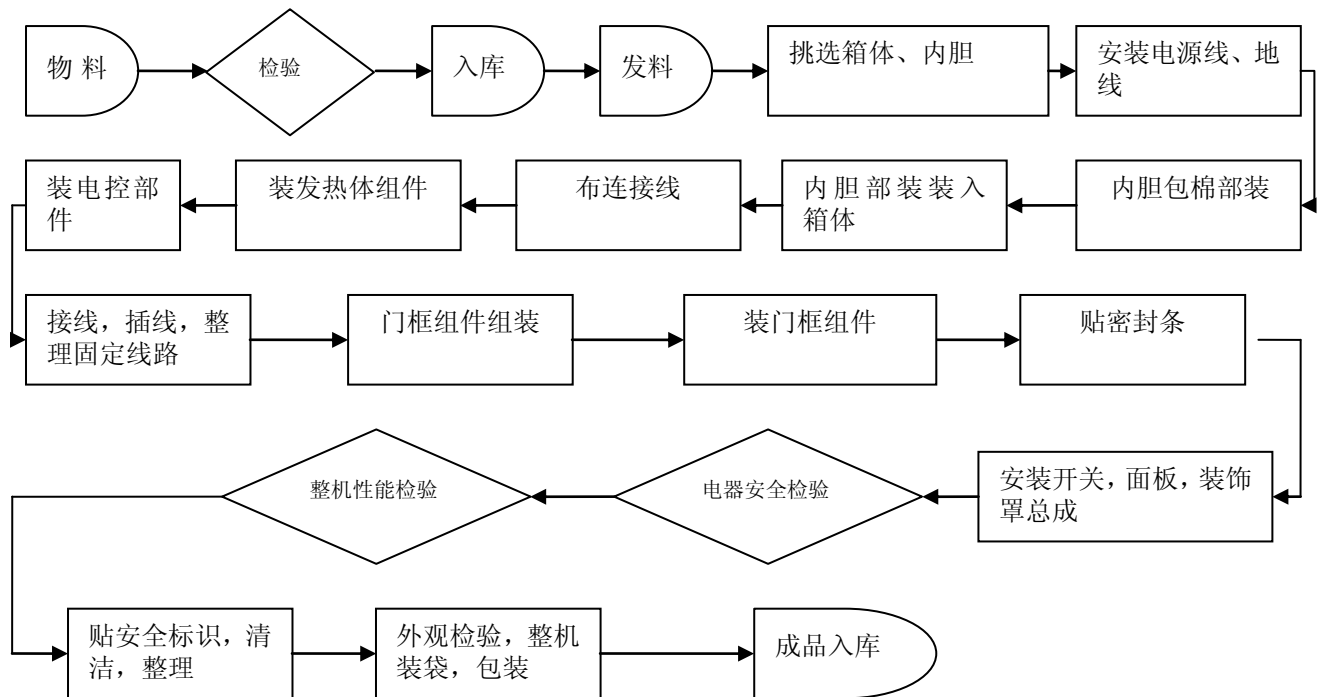 物 料
检验
入库
发料
挑选箱体、内胆
安装电源线、地
线
装电控部
件
装发热体组件
布连接线
内胆部装装入
箱体
内胆包棉部装
接线，插线，整
理固定线路
门框组件组装
装门框组件
贴密封条
整机性能检验
电器安全检验
安装开关，面板，装饰
罩总成
贴安全标识，清
洁，整理
外观检验，整机
装袋，包装
成品入库